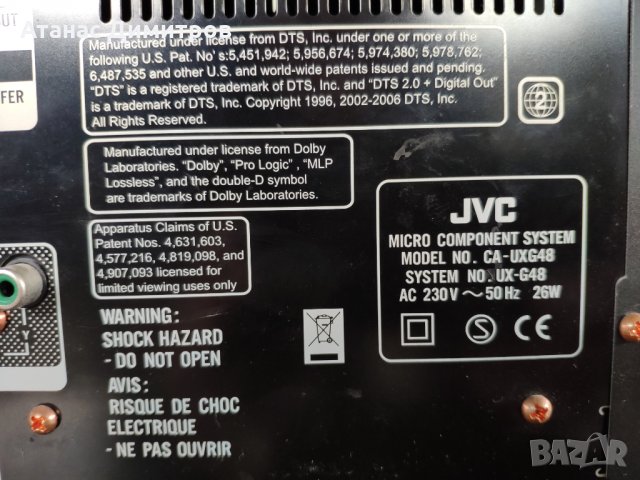 Атанас Димитров
UT
FER
Manufactured under license from DTS, Inc. under one or more of the
following U.S. Pat. No' s:5,451,942; 5,956,674; 5,974,380; 5,978,762;
6,487,535 and other U.S. and world-wide patents issued and pending.
"DTS" is a registered trademark of DTS, Inc. and "DTS 2.0 + Digital Out"
is a trademark of DTS, Inc. Copyright 1996, 2002-2006 DTS, Inc.
All Rights Reserved.
2
Manufactured under license from Dolby
Laboratories. "Dolby", "Pro Logic" , "MLP
Lossless", and the double-D symbol
are trademarks of Dolby Laboratories.
Apparatus Claims of U.S.
Patent Nos. 4,631,603,
4,577,216, 4,819,098, and
4,907,093 licensed for
limited viewing uses only
JVC
MICRO COMPONENT SYSTEM
MODEL NO. CA-UXG48
SYSTEM NO. UX-G48
AC 230V ~ 50Hz 26W
S CE
Y
WARNING:
SHOCK HAZARD
- DO NOT OPEN
AVIS:
RISQUE DE CHOC
ELECTRIQUE
- NE PAS OUVRIR
BAZAR